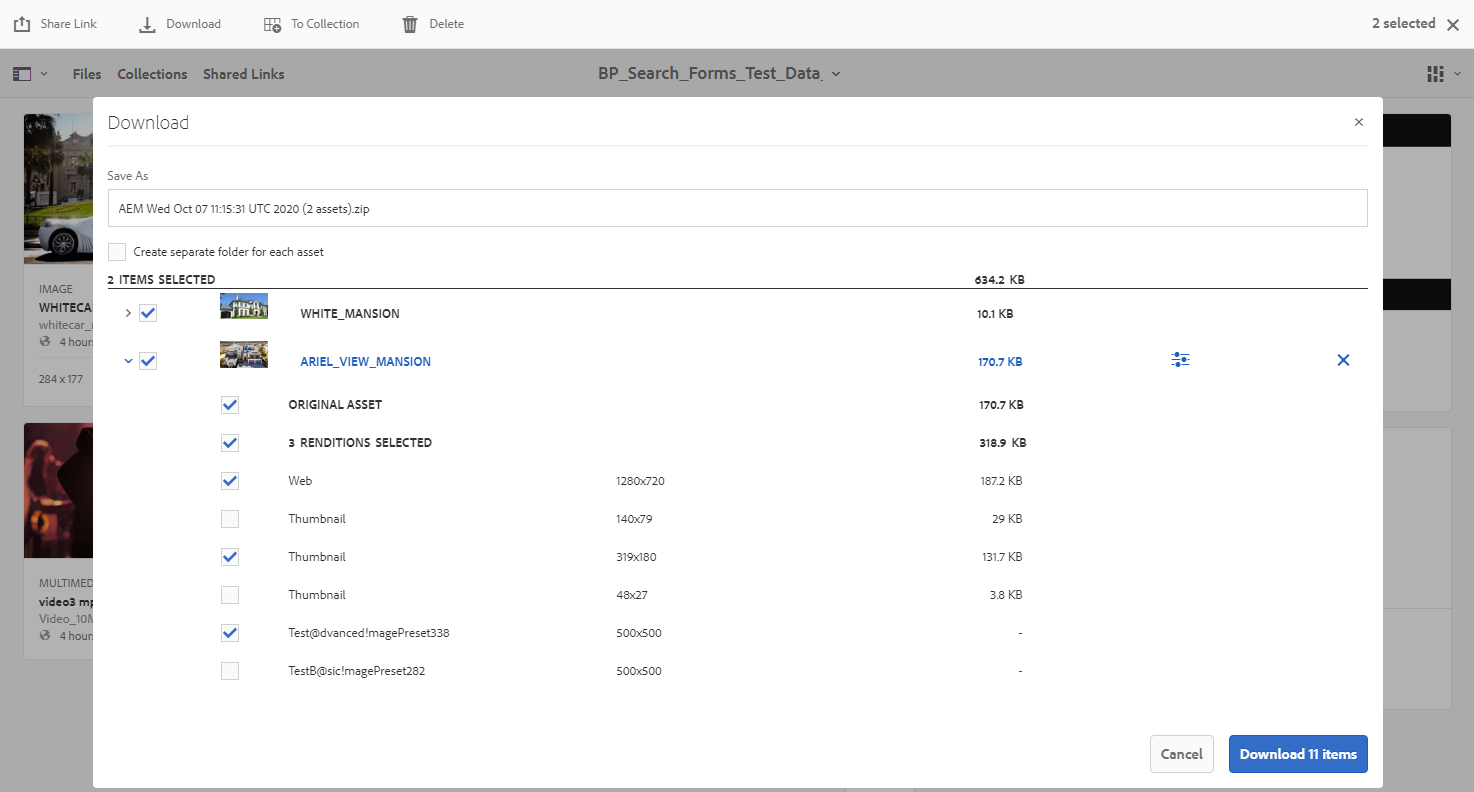 Share Link Download To Collection Delete 2 selected
Files Collections Shared Links BP_Search_Forms_Test_Data_
Download
Save As
AEM Wed Oct 07 11:15:31 UTC 2020 (2 assets).zip
Create separate folder for each asset
2 ITEMS SELECTED 634.2 KB
WHITE_MANSION 10.1 KB
ARIEL_VIEW_MANSION 170.7 KB
ORIGINAL ASSET 170.7 KB
3 RENDITIONS SELECTED 318.9 KB
Web 1280x720 187.2 KB
Thumbnail 140x79 29 KB
Thumbnail 319x180 131.7 KB
Thumbnail 48x27 3.8 KB
Test@dvanced!magePreset338 500x500 -
TestB@sic!magePreset282 500x500 -
Cancel Download 11 items
IMAGE
WHITECA
whitecar_
4 hours
284 x 177
MULTIMED
video3 mp
Video_10M
4 hours